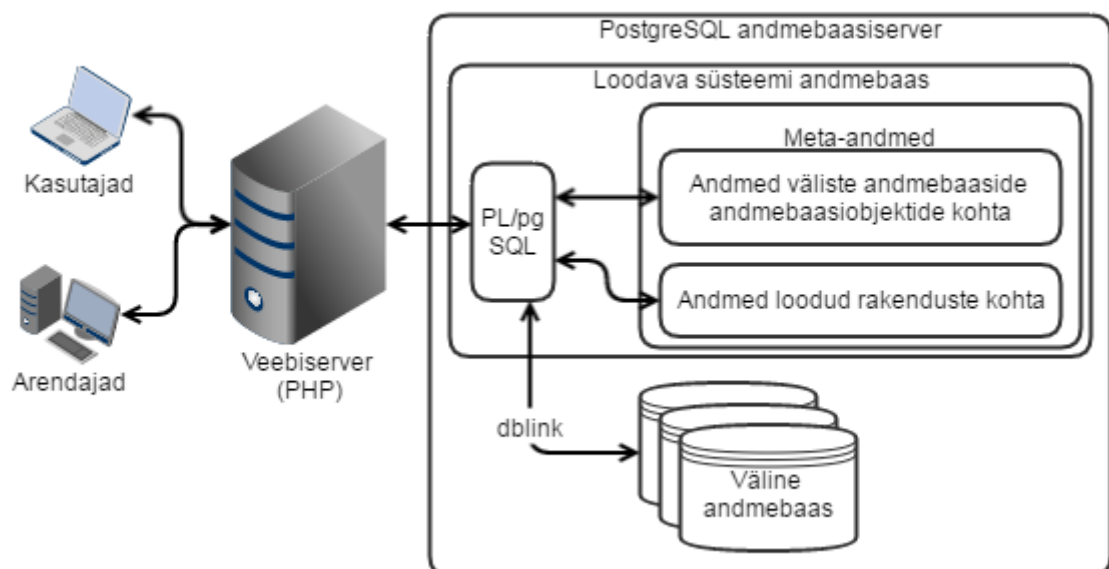 PostgreSQL andmebaasiserver
Loodava süsteemi andmebaas
Meta-andmed
Andmed väliste andmebaaside
andmebaasiobjektide kohta
Andmed loodud rakenduste kohta
PL/pg
SQL
Kasutajad
Arendajad
Veebiserver
(PHP)
dblink
Väline
andmebaas